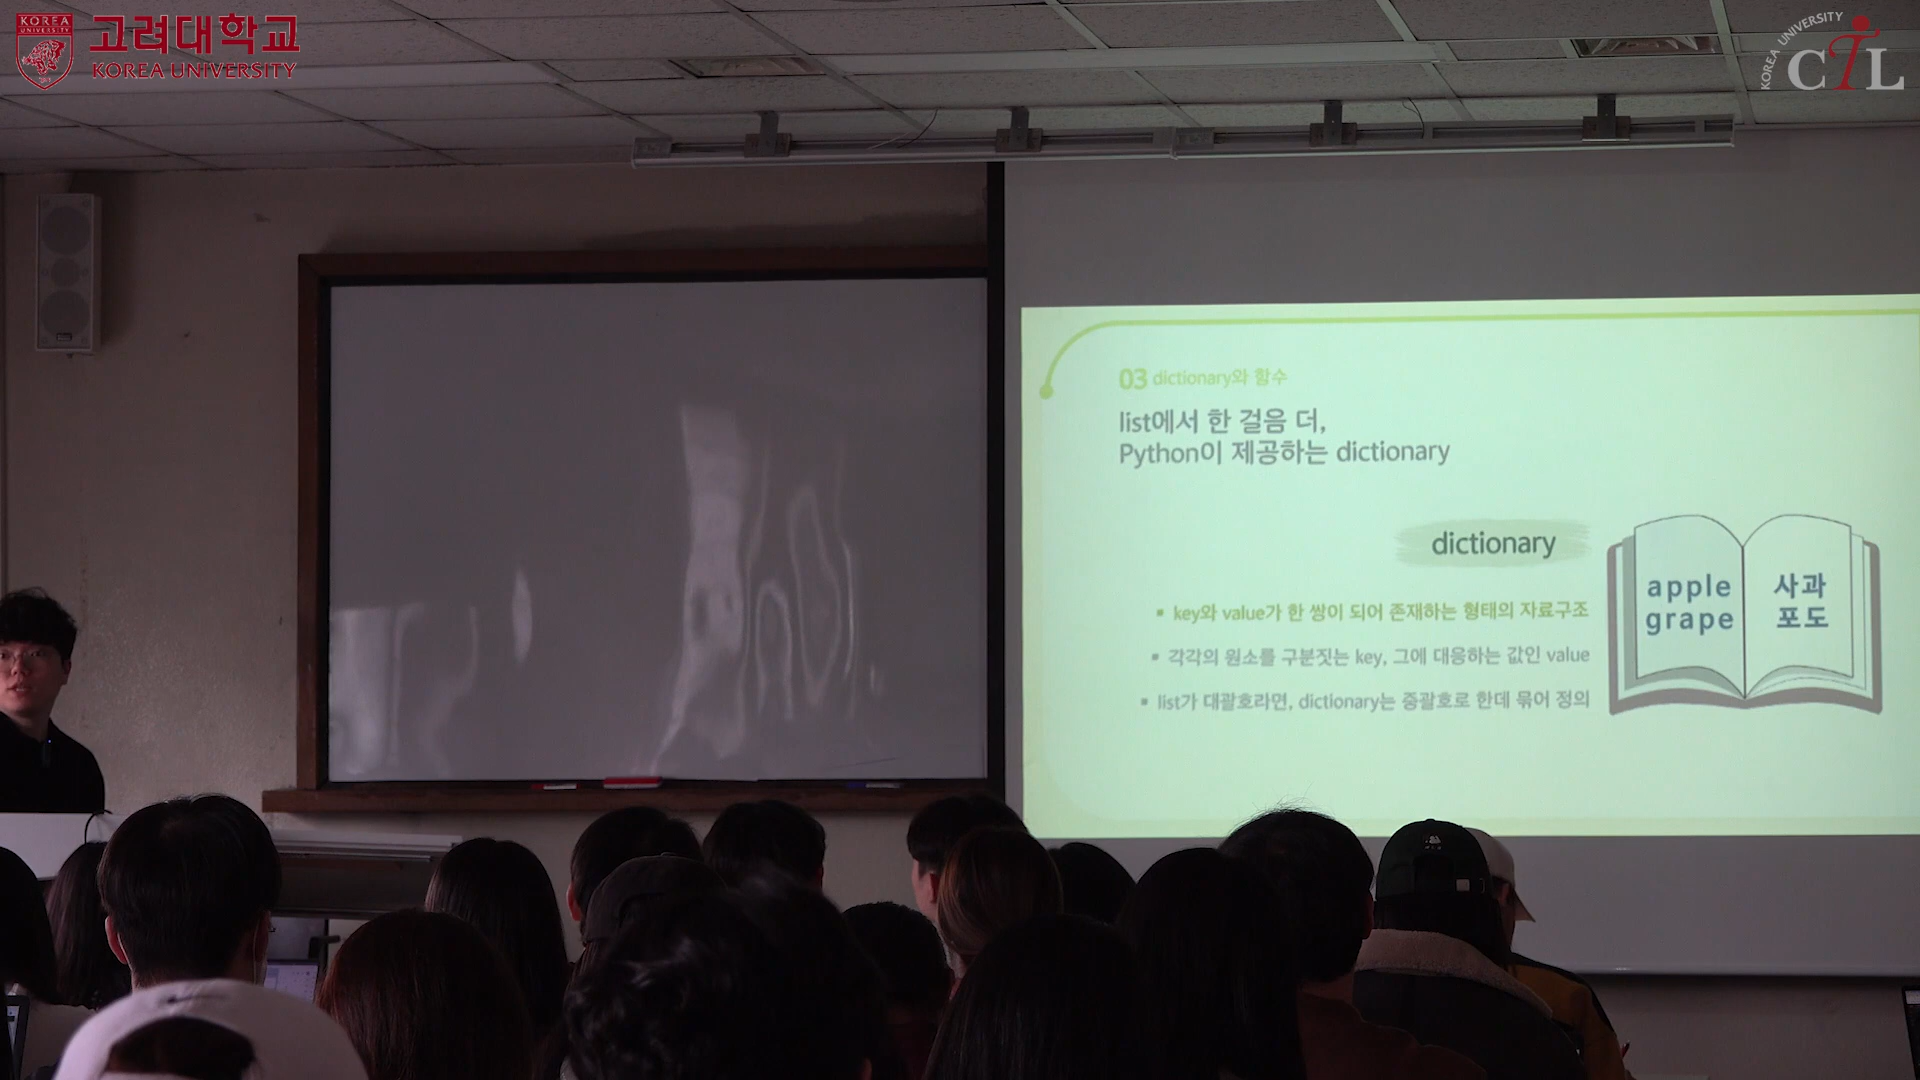 KOREA
UNIVERSITY
고려대학교
KOREA UNIVERSITY
KOREA UNIVERSITY
CTL
03 dictionary와 함수
list에서 한 걸음 더,
Python이 제공하는 dictionary
dictionary
▪ key와 value가 한 쌍이 되어 존재하는 형태의 자료구조
▪ 각각의 원소를 구분짓는 key, 그에 대응하는 값인 value
▪ list가 대괄호라면, dictionary는 중괄호로 한데 묶어 정의
apple 사과
grape 포도